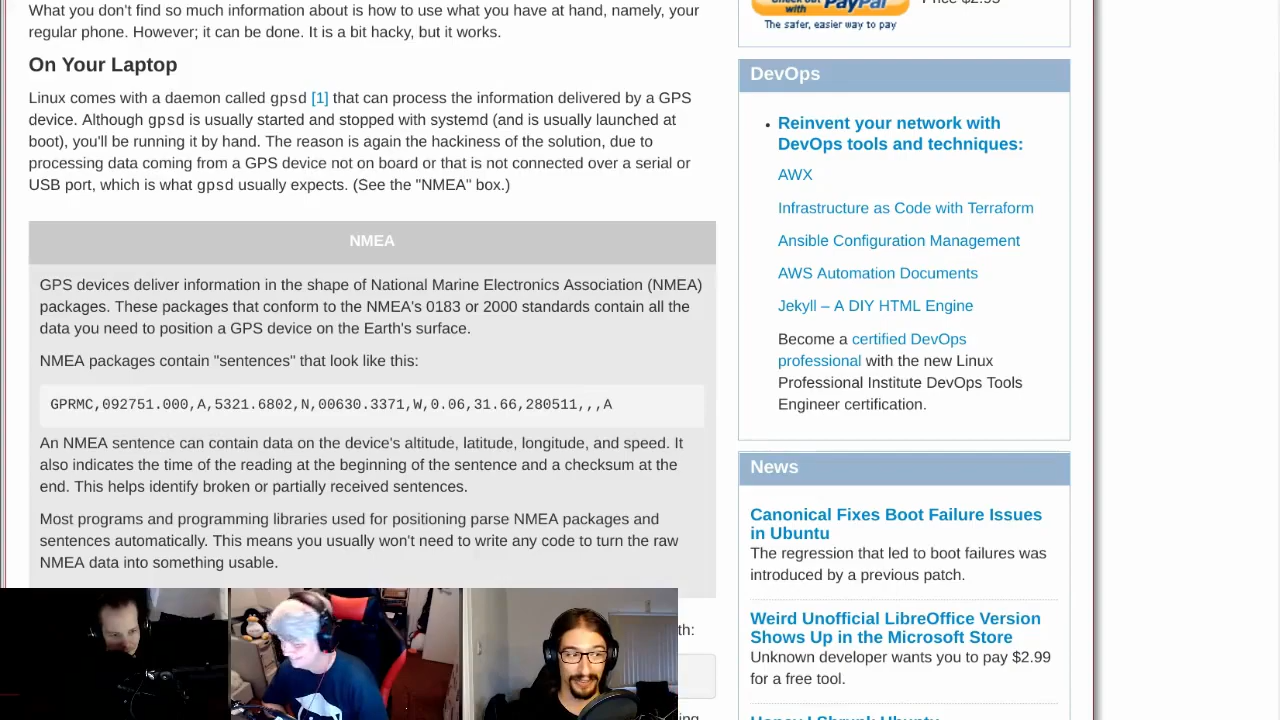 What you don't find so much information about is how to use what you have at hand, namely, your
regular phone. However; it can be done. It is a bit hacky, but it works.
On Your Laptop
Linux comes with a daemon called gpsd [1] that can process the information delivered by a GPS
device. Although gpsd is usually started and stopped with systemd (and is usually launched at
boot), you'll be running it by hand. The reason is again the hackiness of the solution, due to
processing data coming from a GPS device not on board or that is not connected over a serial or
USB port, which is what gpsd usually expects. (See the "NMEA" box.)
NMEA
GPS devices deliver information in the shape of National Marine Electronics Association (NMEA)
packages. These packages that conform to the NMEA's 0183 or 2000 standards contain all the
data you need to position a GPS device on the Earth's surface.
NMEA packages contain "sentences" that look like this:
GPRMC,092751.000,A,5321.6802,N,00630.3371,W,0.06,31.66,280511,,,A
An NMEA sentence can contain data on the device's altitude, latitude, longitude, and speed. It
also indicates the time of the reading at the beginning of the sentence and a checksum at the
end. This helps identify broken or partially received sentences.
Most programs and programming libraries used for positioning parse NMEA packages and
sentences automatically. This means you usually won't need to write any code to turn the raw
NMEA data into something usable.
th:
ing
Check out
with PayPal
The safer, easier way to pay
Price $2.95
DevOps
• Reinvent your network with
DevOps tools and techniques:
AWX
Infrastructure as Code with Terraform
Ansible Configuration Management
AWS Automation Documents
Jekyll – A DIY HTML Engine
Become a certified DevOps
professional with the new Linux
Professional Institute DevOps Tools
Engineer certification.
News
Canonical Fixes Boot Failure Issues
in Ubuntu
The regression that led to boot failures was
introduced by a previous patch.
Weird Unofficial LibreOffice Version
Shows Up in the Microsoft Store
Unknown developer wants you to pay $2.99
for a free tool.
Honey I Shrunk Ubuntu